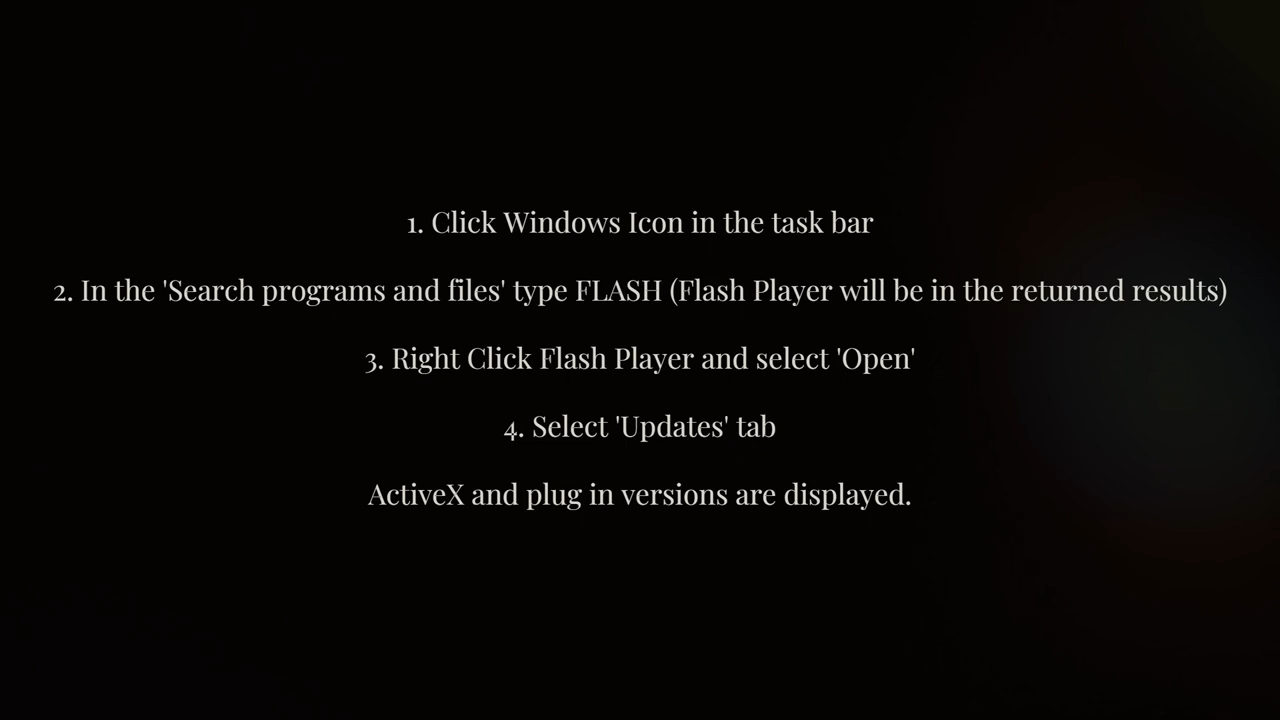 1. Click Windows Icon in the task bar
2. In the 'Search programs and files' type FLASH (Flash Player will be in the returned results)
3. Right Click Flash Player and select 'Open'
4. Select 'Updates' tab
ActiveX and plug in versions are displayed.